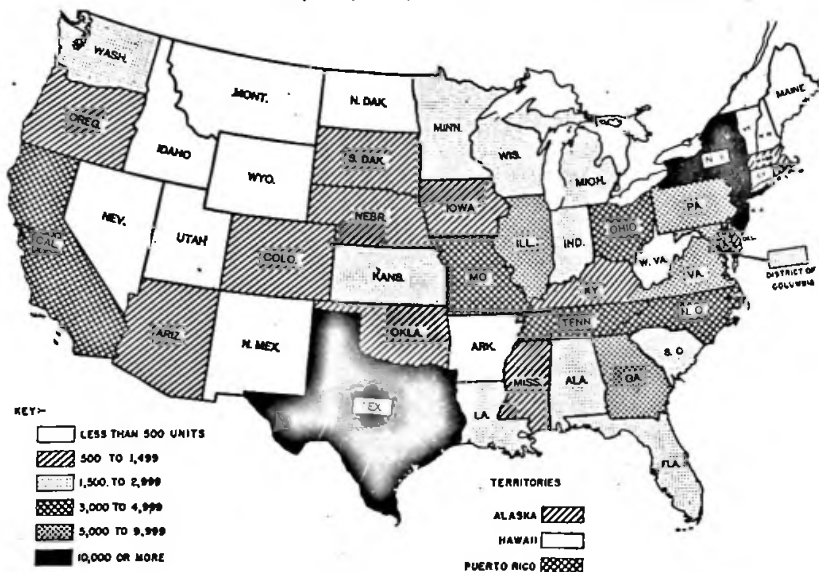 WASH.
MONT.
N. DAK.
MINN.
MAINE
OREG.
IDAHO
S. DAK.
WIS.
MICH.
N. Y.
WYO.
IOWA
PA.
NEV.
UTAH
NEBR.
ILL.
IND.
OHIO
DEL.
CAL.
COLO.
KANS.
MO.
W. VA.
VA.
DISTRICT OF
COLUMBIA
KY.
ARIZ.
N. MEX.
OKLA.
ARK.
TENN.
N. C.
S. C.
TEX.
MISS.
ALA.
GA.
LA.
FLA.
KEY:-
LESS THAN 500 UNITS
500 TO 1,499
1,500 TO 2,999
3,000 TO 4,999
5,000 TO 9,999
10,000 OR MORE
TERRITORIES
ALASKA
HAWAII
PUERTO RICO